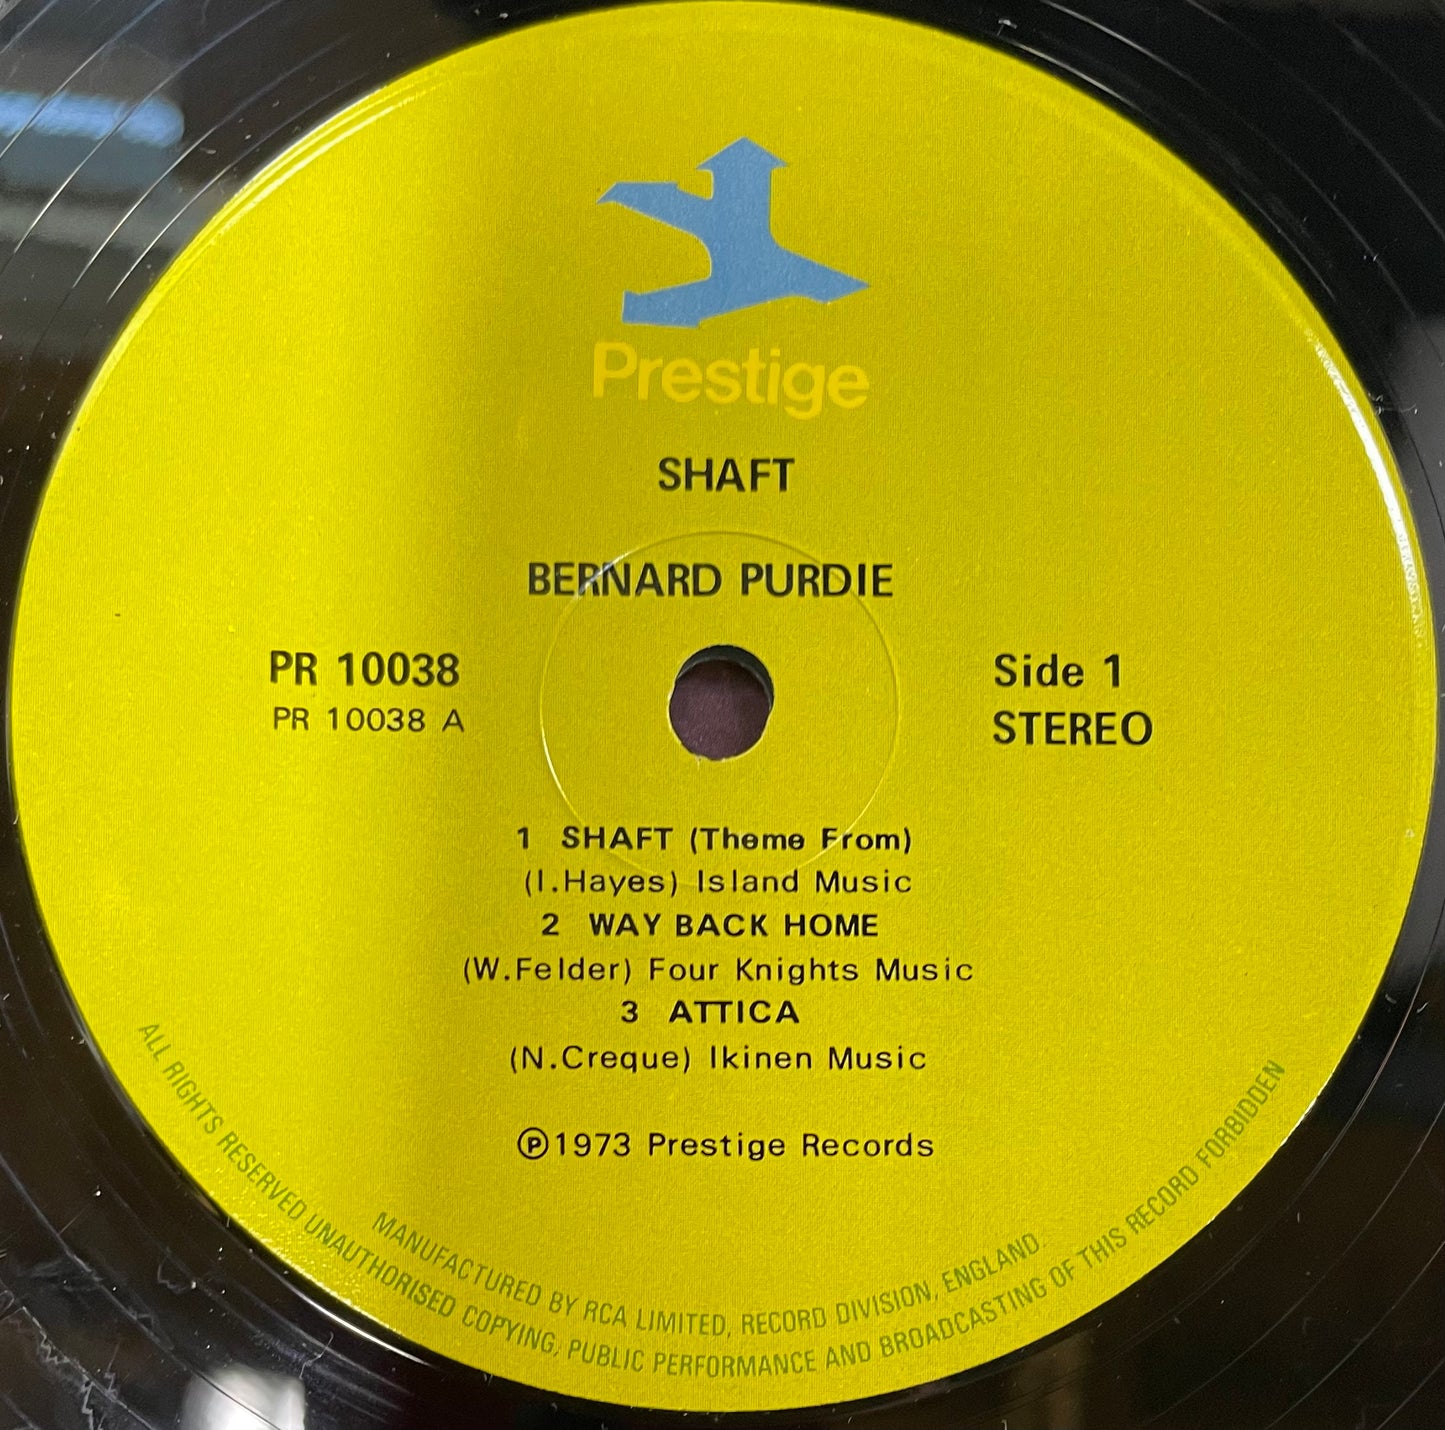 Prestige
SHAFT
BERNARD PURDIE
PR 10038
PR 10038 A
Side 1
STEREO
1 SHAFT (Theme From)
(I.Hayes) Island Music
2 WAY BACK HOME
(W.Felder) Four Knights Music
3 ATTICA
(N.Creque) Ikinen Music
℗1973 Prestige Records
MANUFACTURED BY RCA LIMITED, RECORD DIVISION, ENGLAND.
ALL RIGHTS RESERVED UNAUTHORISED COPYING, PUBLIC PERFORMANCE AND BROADCASTING OF THIS RECORD FORBIDDEN